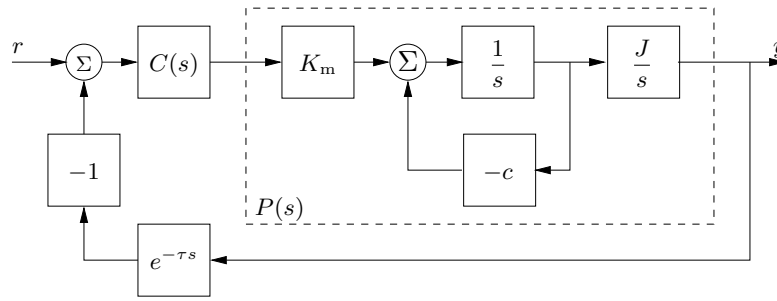 r
Σ
C(s)
K_m
Σ
1/s
J/s
y
-1
-c
P(s)
e^{-τs}